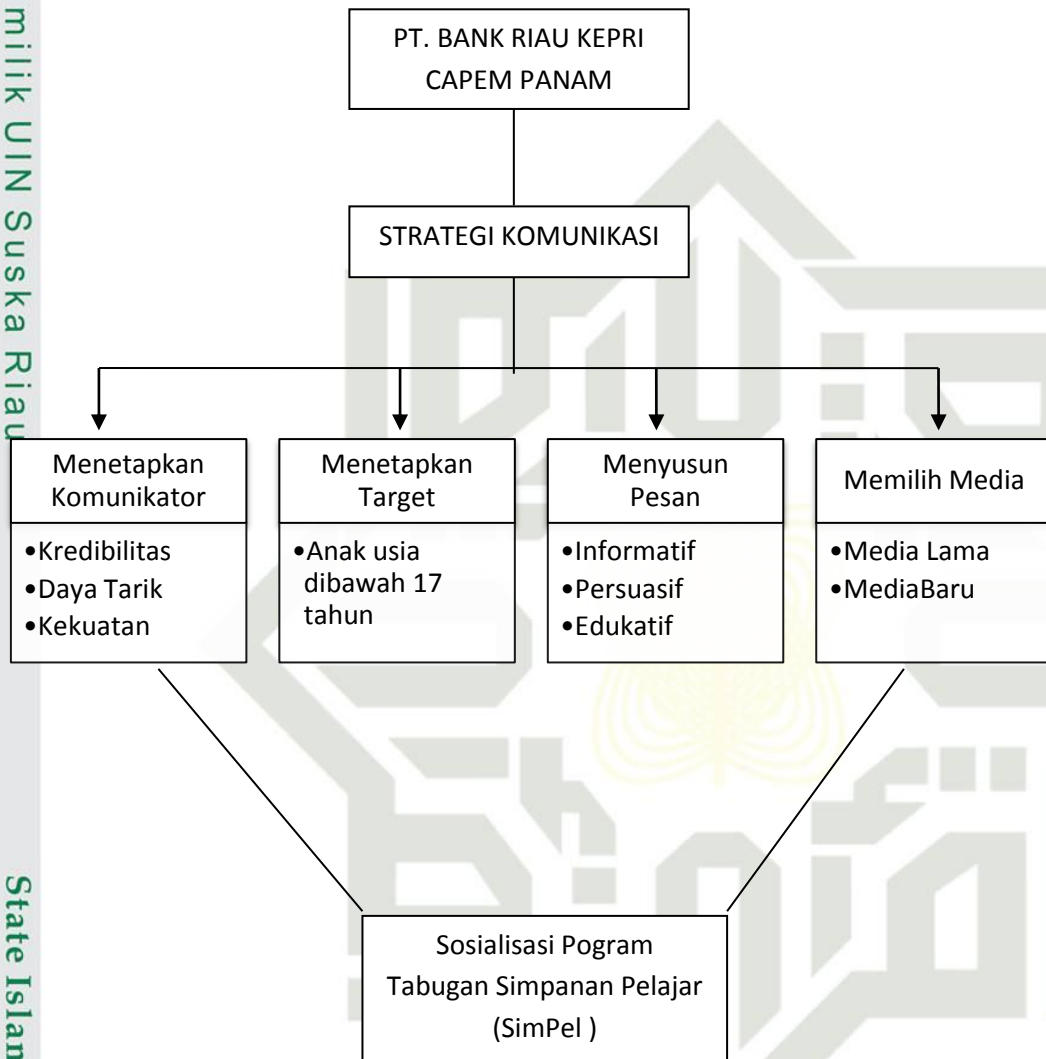 milik UIN Suska Riau
State Islam
PT. BANK RIAU KEPRI
CAPEM PANAM
STRATEGI KOMUNIKASI
Menetapkan
Komunikator
•Kredibilitas
•Daya Tarik
•Kekuatan
Menetapkan
Target
•Anak usia
dibawah 17
tahun
Menyusun
Pesan
•Informatif
•Persuasif
•Edukatif
Memilih Media
•Media Lama
•MediaBaru
Sosialisasi Pogram
Tabugan Simpanan Pelajar
(SimPel )